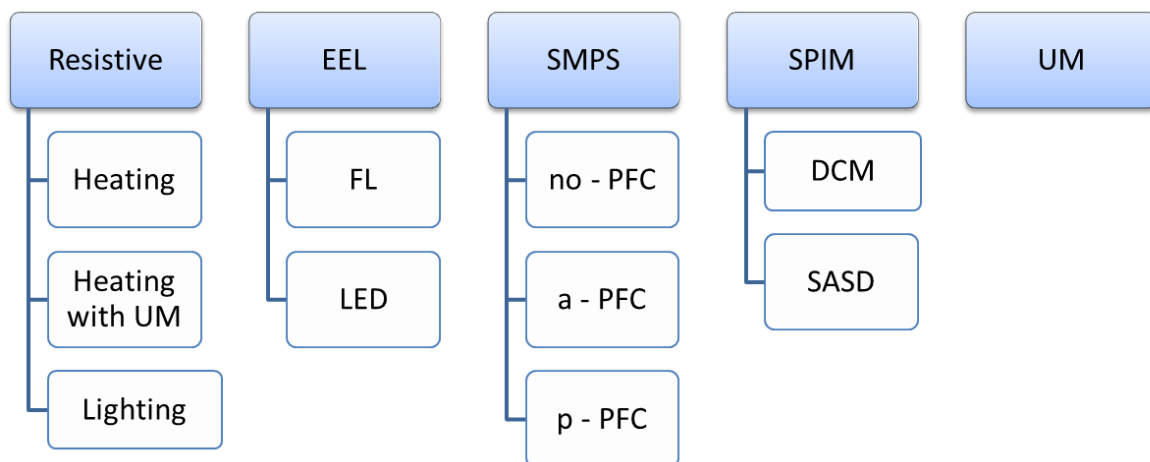 Resistive
Heating
Heating
with UM
Lighting
EEL
FL
LED
SMPS
no - PFC
a - PFC
p - PFC
SPIM
DCM
SASD
UM